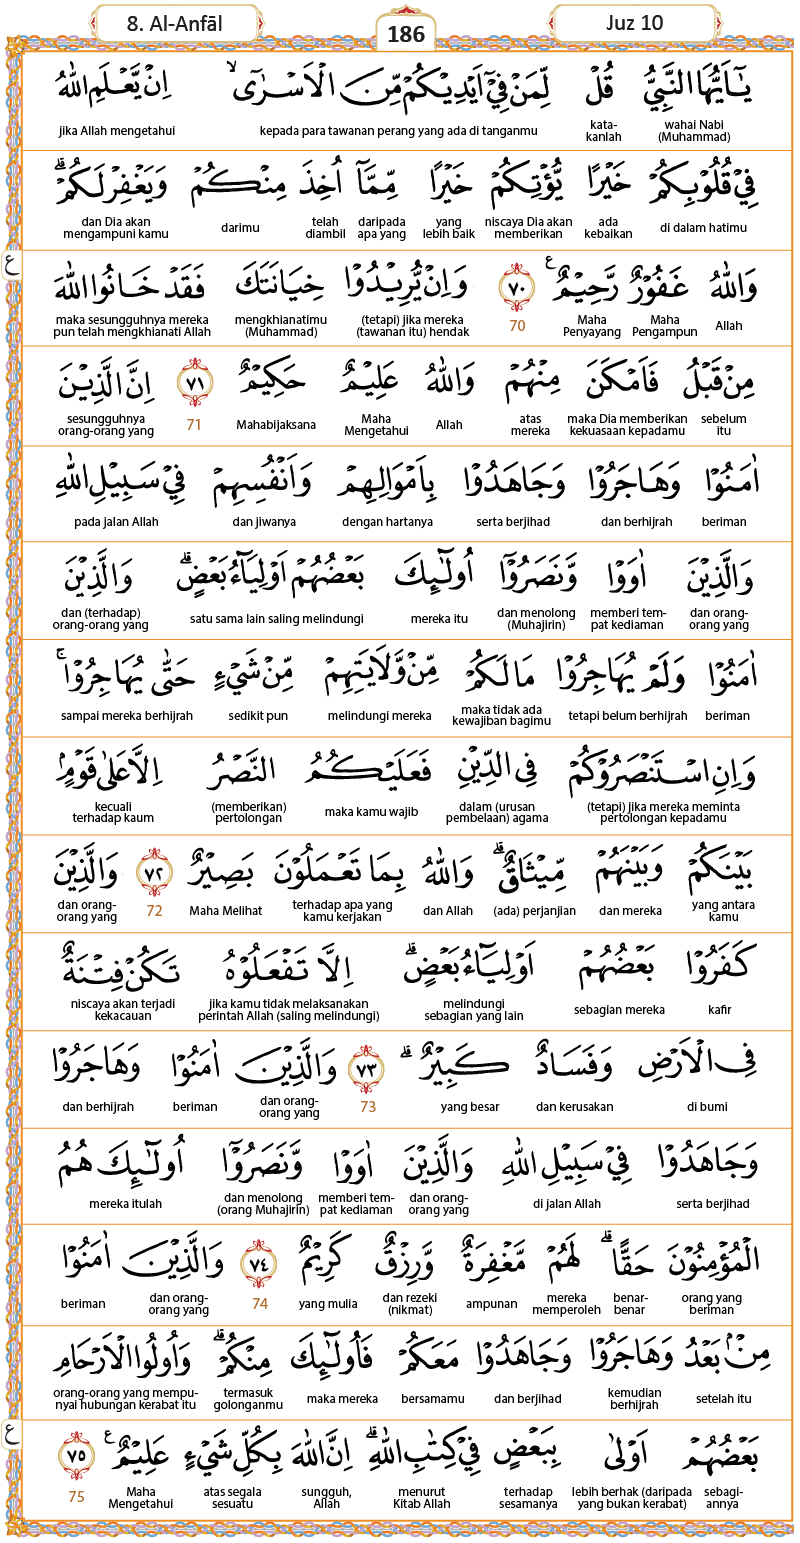 8. Al-Anfāl
186
Juz 10
يٰٓاَيُّهَا النَّبِيُّ قُلْ لِّمَنْ فِيْٓ اَيْدِيْكُمْ مِّنَ الْاَسْرٰٓىۙ اِنْ يَّعْلَمِ اللّٰهُ
wahai Nabi (Muhammad) kata-kanlah kepada para tawanan perang yang ada di tanganmu jika Allah mengetahui
فِيْ قُلُوْبِكُمْ خَيْرًا يُّؤْتِكُمْ خَيْرًا مِّمَّآ اُخِذَ مِنْكُمْ وَيَغْفِرْ لَكُمْۗ
di dalam hatimu ada kebaikan niscaya Dia akan memberikan yang lebih baik daripada apa yang telah diambil darimu dan Dia akan mengampuni kamu
ع
وَاللّٰهُ غَفُوْرٌ رَّحِيْمٌ ع ٧٠ وَاِنْ يُّرِيْدُوْا خِيَانَتَكَ فَقَدْ خَانُوا اللّٰهَ
Allah Maha Pengampun Maha Penyayang 70 (tetapi) jika mereka (tawanan itu) hendak mengkhianatimu (Muhammad) maka sesungguhnya mereka pun telah mengkhianati Allah
مِنْ قَبْلُ فَاَمْكَنَ مِنْهُمْ وَاللّٰهُ عَلِيْمٌ حَكِيْمٌ ٧١ اِنَّ الَّذِيْنَ
sebelum itu maka Dia memberikan kekuasaan kepadamu atas mereka Allah Maha Mengetahui Mahabijaksana 71 sesungguhnya orang-orang yang
اٰمَنُوْا وَهَاجَرُوْا وَجَاهَدُوْا بِاَمْوَالِهِمْ وَاَنْفُسِهِمْ فِيْ سَبِيْلِ اللّٰهِ
beriman dan berhijrah serta berjihad dengan hartanya dan jiwanya pada jalan Allah
وَالَّذِيْنَ اٰوَوْا وَّنَصَرُوْٓا اُولٰۤىِٕكَ بَعْضُهُمْ اَوْلِيَاۤءُ بَعْضٍۗ وَالَّذِيْنَ
dan orang-orang yang memberi tem-pat kediaman dan menolong (Muhajirin) mereka itu satu sama lain saling melindungi dan (terhadap) orang-orang yang
اٰمَنُوْا وَلَمْ يُهَاجِرُوْا مَا لَكُمْ مِّنْ وَّلَايَتِهِمْ مِّنْ شَيْءٍ حَتّٰى يُهَاجِرُوْاۚ
beriman tetapi belum berhijrah maka tidak ada kewajiban bagimu melindungi mereka sedikit pun sampai mereka berhijrah
وَاِنِ اسْتَنْصَرُوْكُمْ فِى الدِّيْنِ فَعَلَيْكُمُ النَّصْرُ اِلَّا عَلٰى قَوْمٍۢ
(tetapi) jika mereka meminta pertolongan kepadamu dalam (urusan pembelaan) agama maka kamu wajib (memberikan) pertolongan kecuali terhadap kaum
بَيْنَكُمْ وَبَيْنَهُمْ مِّيْثَاقٌۗ وَاللّٰهُ بِمَا تَعْمَلُوْنَ بَصِيْرٌ ٧٢ وَالَّذِيْنَ
yang antara kamu dan mereka (ada) perjanjian dan Allah terhadap apa yang kamu kerjakan Maha Melihat 72 dan orang-orang yang
كَفَرُوْا بَعْضُهُمْ اَوْلِيَاۤءُ بَعْضٍۗ اِلَّا تَفْعَلُوْهُ تَكُنْ فِتْنَةٌ
kafir sebagian mereka melindungi sebagian yang lain jika kamu tidak melaksanakan perintah Allah (saling melindungi) niscaya akan terjadi kekacauan
فِى الْاَرْضِ وَفَسَادٌ كَبِيْرٌۗ ٧٣ وَالَّذِيْنَ اٰمَنُوْا وَهَاجَرُوْا
di bumi dan kerusakan yang besar 73 dan orang-orang yang beriman dan berhijrah
وَجَاهَدُوْا فِيْ سَبِيْلِ اللّٰهِ وَالَّذِيْنَ اٰوَوْا وَّنَصَرُوْٓا اُولٰۤىِٕكَ هُمُ
serta berjihad di jalan Allah dan orang-orang yang memberi tem-pat kediaman dan menolong (orang Muhajirin) mereka itulah
الْمُؤْمِنُوْنَ حَقًّاۗ لَهُمْ مَّغْفِرَةٌ وَّرِزْقٌ كَرِيْمٌ ٧٤ وَالَّذِيْنَ اٰمَنُوْا
orang yang beriman benar-benar mereka memperoleh ampunan dan rezeki (nikmat) yang mulia 74 dan orang-orang yang beriman
مِنْۢ بَعْدُ وَهَاجَرُوْا وَجَاهَدُوْا مَعَكُمْ فَاُولٰۤىِٕكَ مِنْكُمْۗ وَاُولُوا الْاَرْحَامِ
setelah itu kemudian berhijrah dan berjihad bersamamu maka mereka termasuk golonganmu orang-orang yang mempu-nyai hubungan kerabat itu
ع
بَعْضُهُمْ اَوْلٰى بِبَعْضٍ فِيْ كِتٰبِ اللّٰهِۗ اِنَّ اللّٰهَ بِكُلِّ شَيْءٍ عَلِيْمٌ ع ٧٥
sebagi-annya lebih berhak (daripada yang bukan kerabat) terhadap sesamanya menurut Kitab Allah sungguh, Allah atas segala sesuatu Maha Mengetahui 75